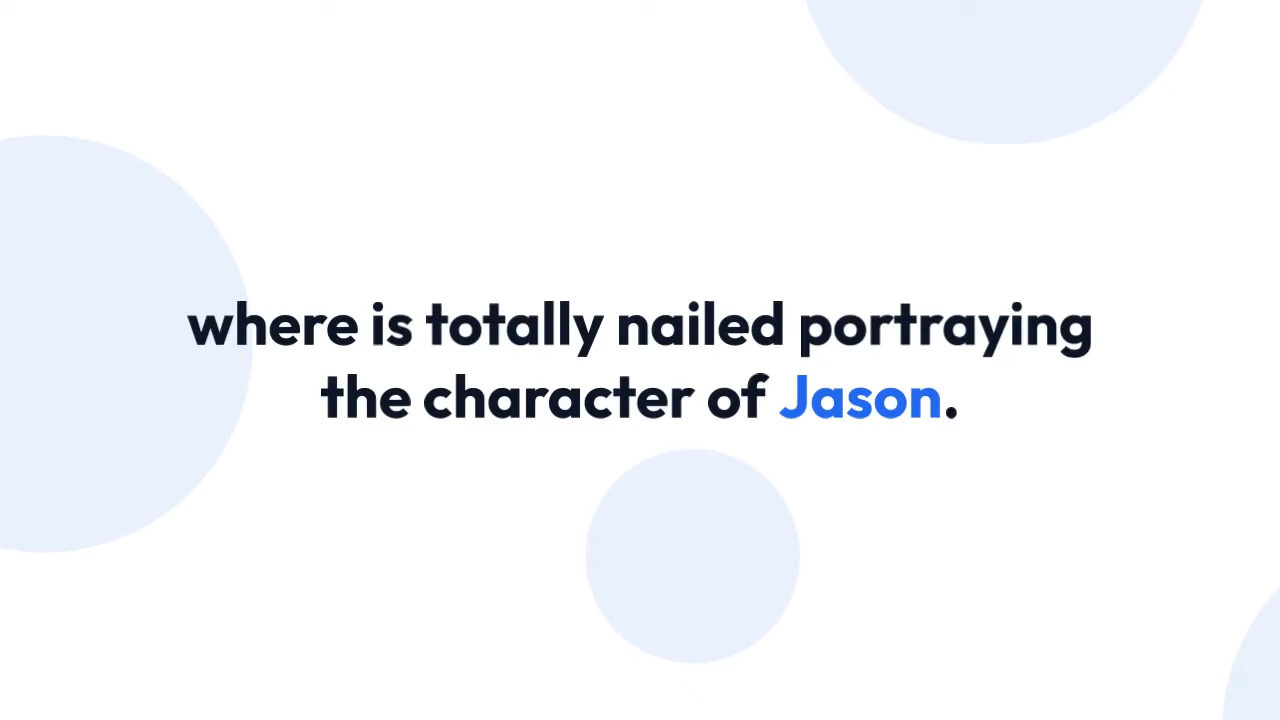 where is totally nailed portraying
the character of Jason.